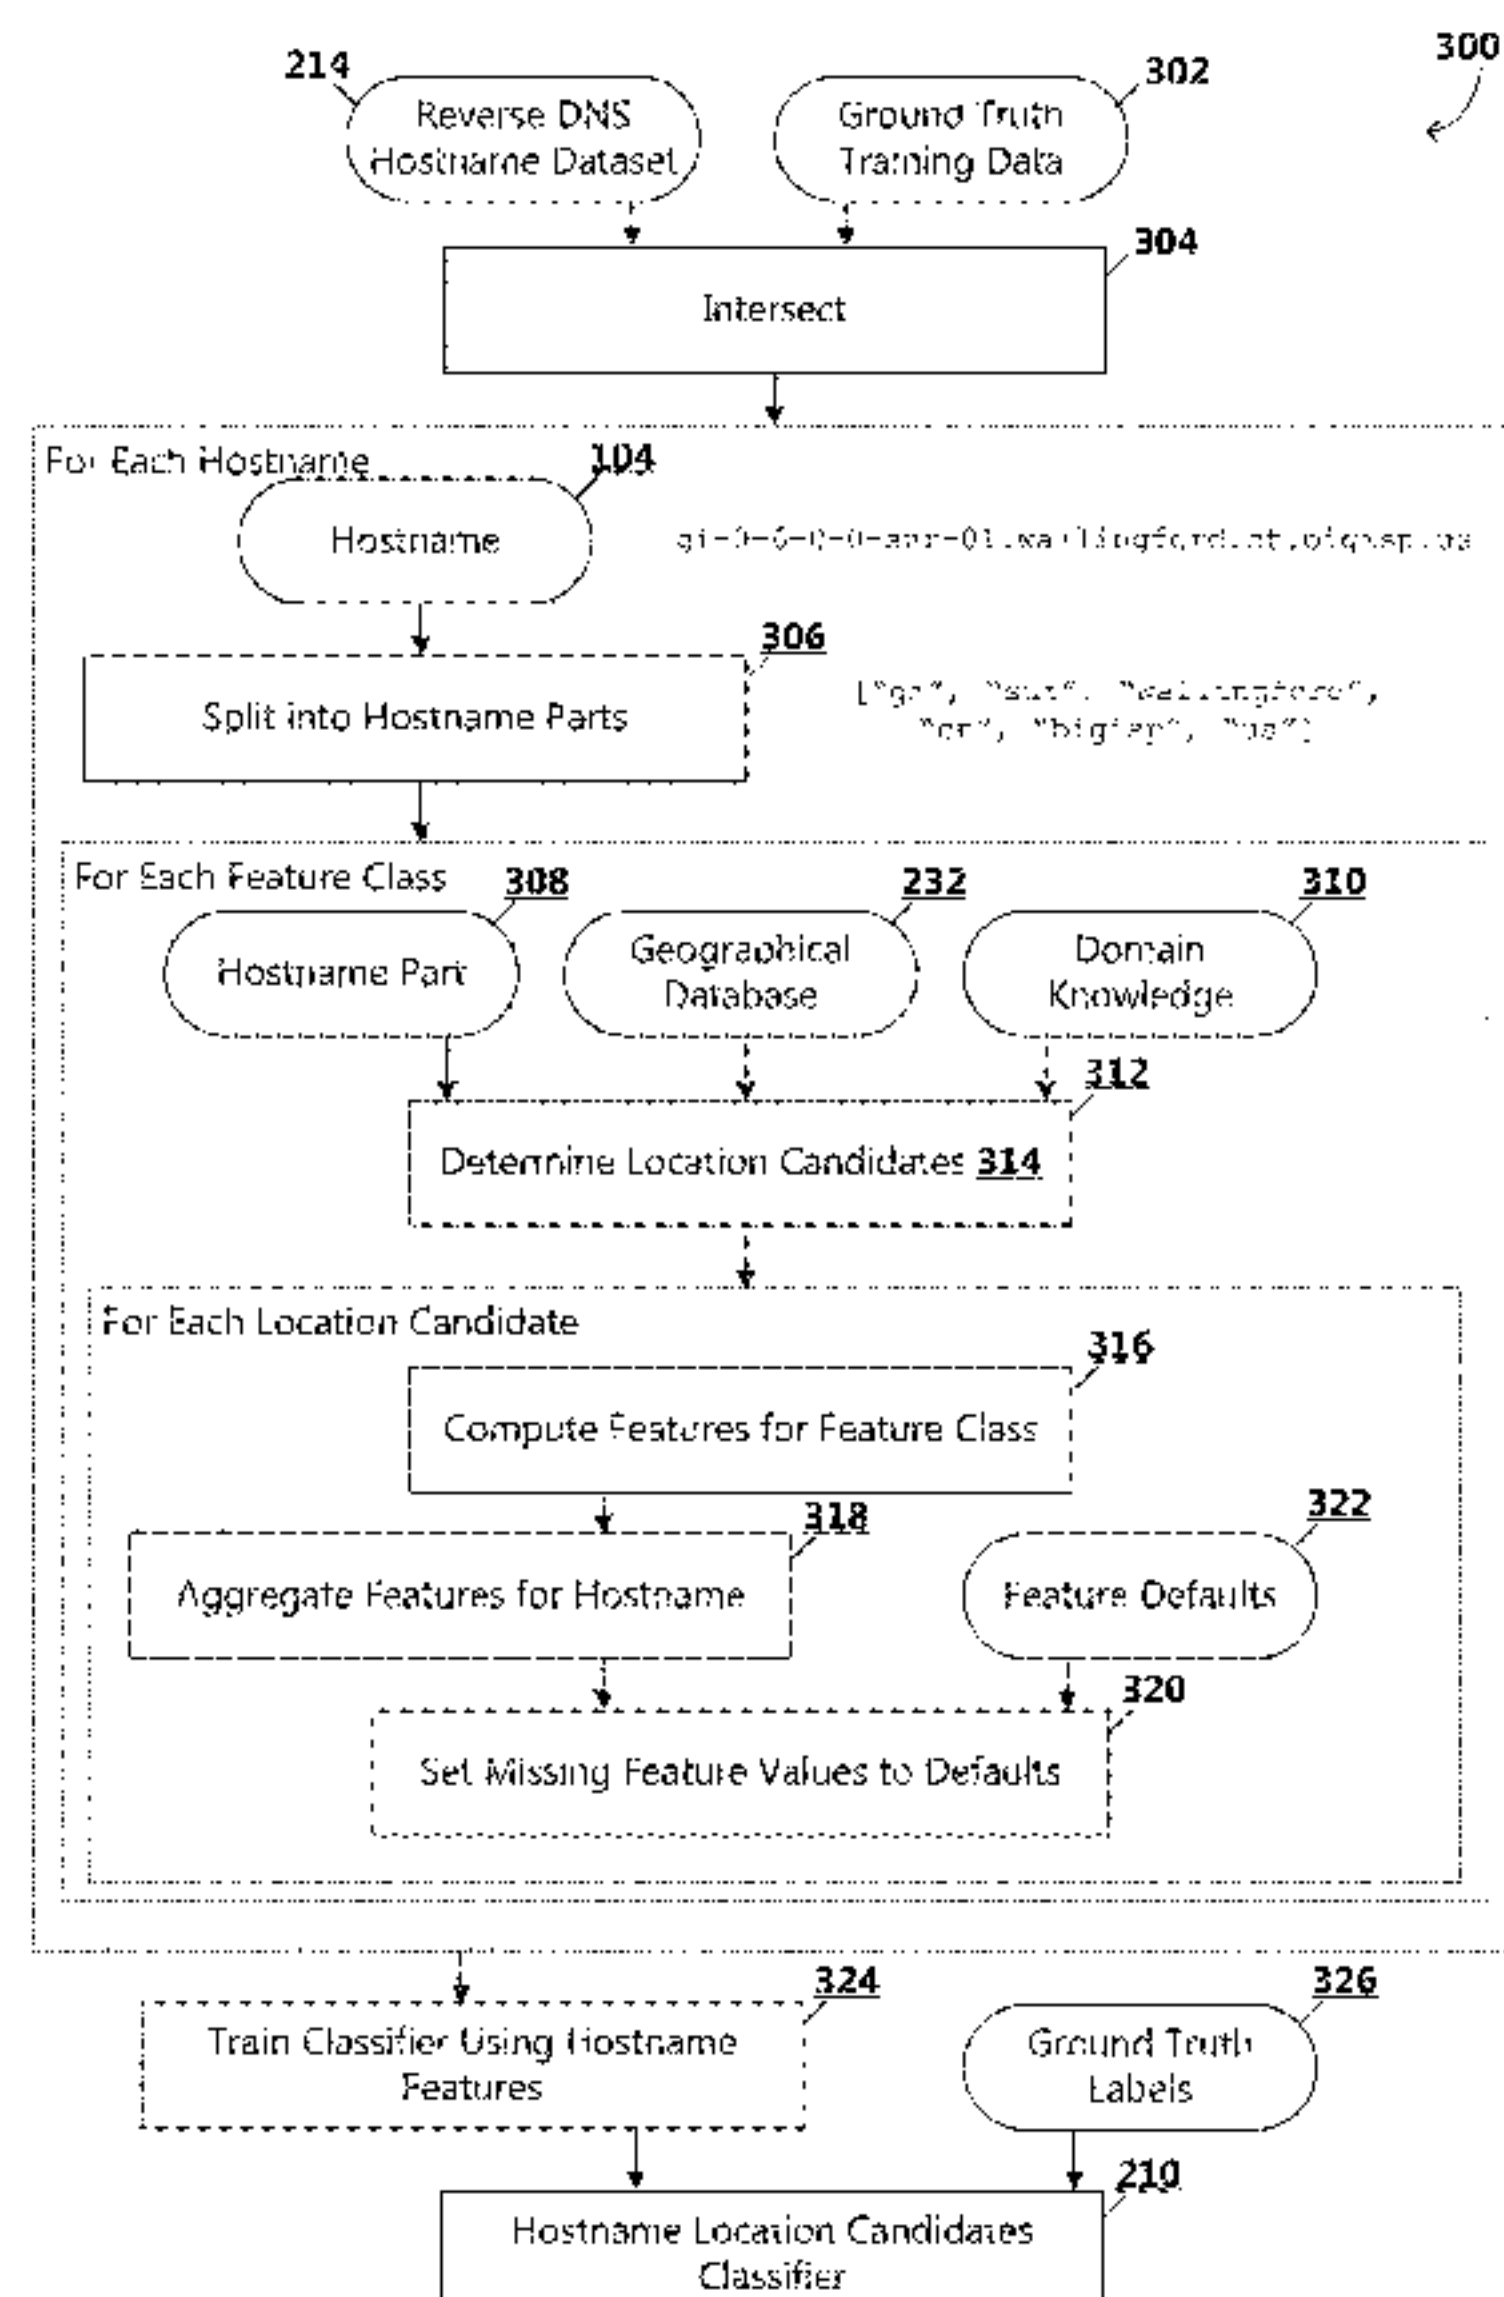 300
214
Reverse DNS
Hostname Dataset
302
Ground Truth
Training Data
304
Intersect
For Each Hostname
104
Hostname
306
Split into Hostname Parts
For Each Feature Class
308
Hostname Part
232
Geographical
Database
310
Domain
Knowledge
312
Determine Location Candidates 314
For Each Location Candidate
316
Compute Features for Feature Class
318
Aggregate Features for Hostname
322
Feature Defaults
320
Set Missing Feature Values to Defaults
324
Train Classifier Using Hostname
Features
326
Ground Truth
Labels
210
Hostname Location Candidates
Classifier